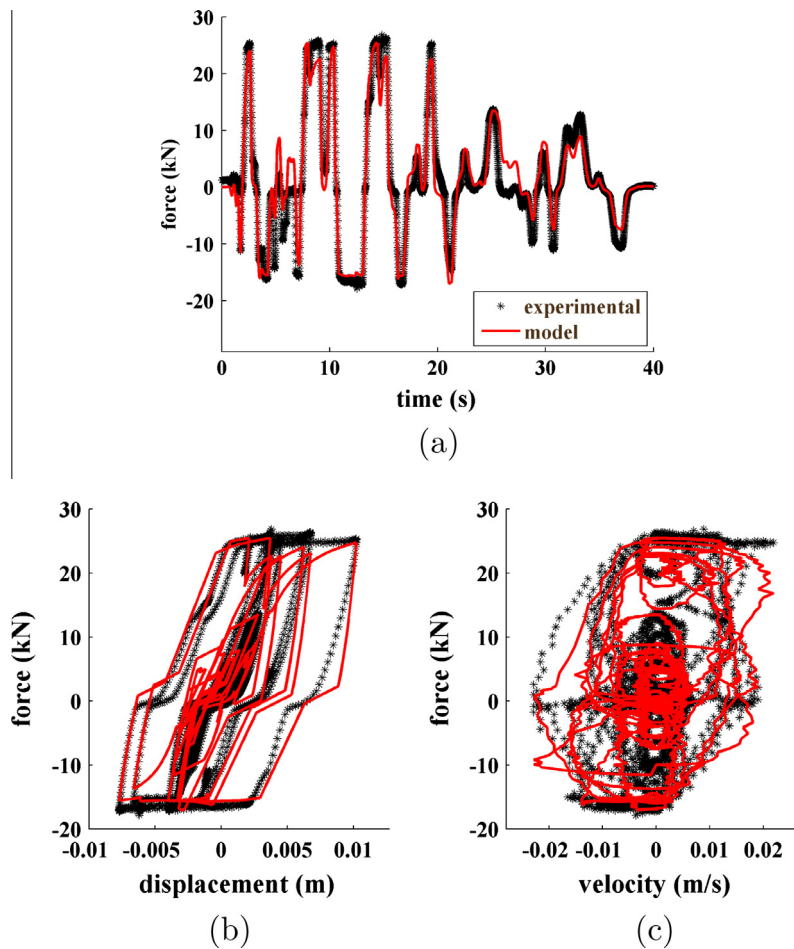 30
20
10
0
-10
-20
force (kN)
experimental
model
0 10 20 30 40
time (s)
(a)
30
20
10
0
-10
-20
force (kN)
-0.01 -0.005 0 0.005 0.01
displacement (m)
(b)
30
20
10
0
-10
-20
force (kN)
-0.02 -0.01 0 0.01 0.02
velocity (m/s)
(c)